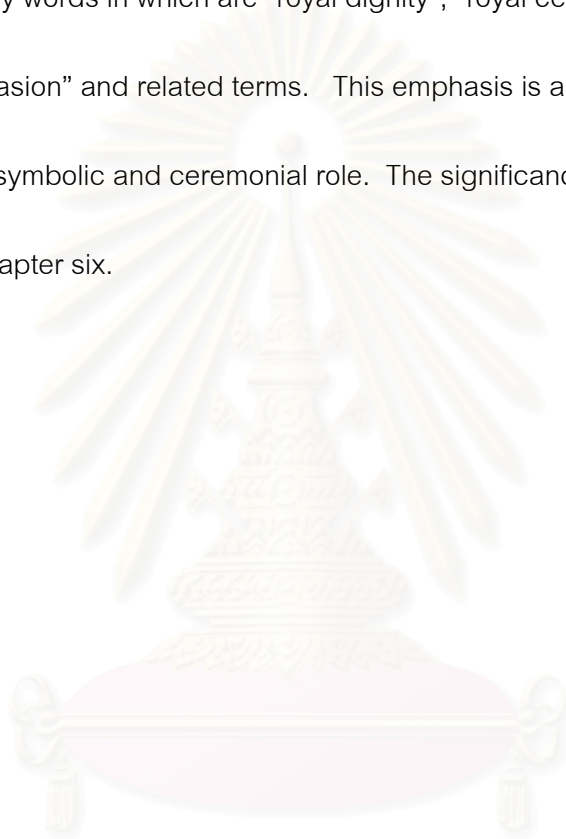 y words in which are “royal dignity”, “royal ce
asion” and related terms. This emphasis is a
symbolic and ceremonial role. The significanc
apter six.